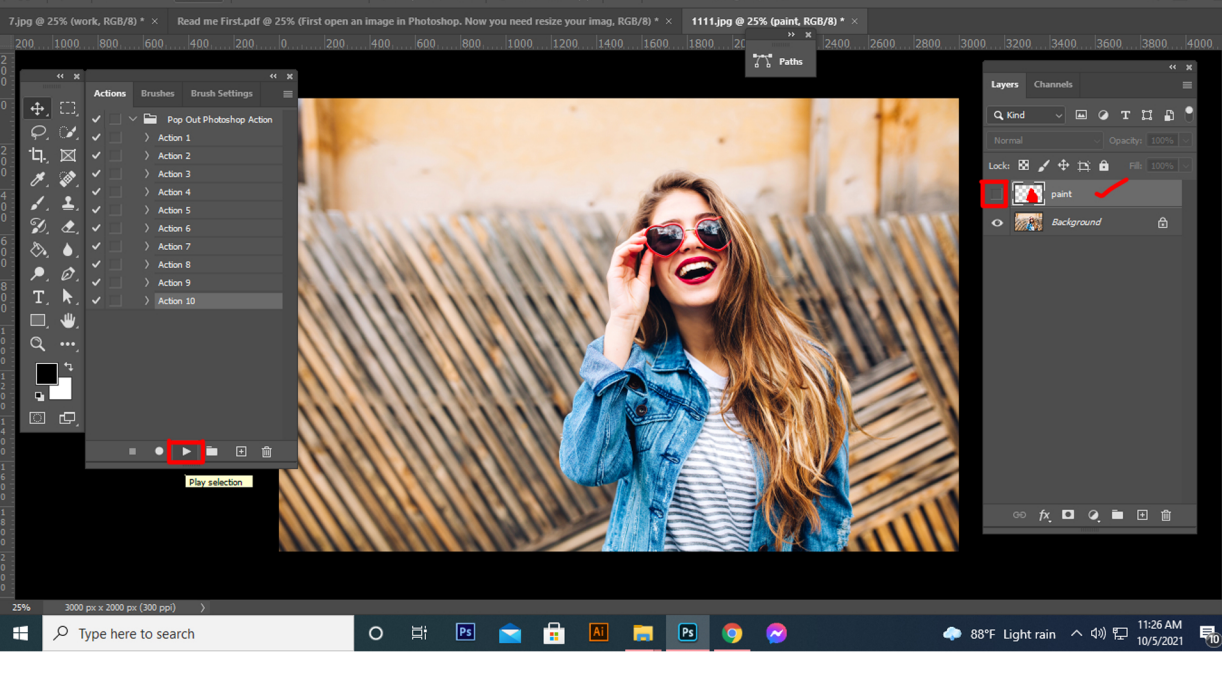 7.jpg @ 25% (work, RGB/8) * ×
Read me First.pdf @ 25% (First open an image in Photoshop. Now you need resize your imag, RGB/8) * ×
1111.jpg @ 25% (paint, RGB/8) * ×
200 1000 800 600 400 200 0 200 400 600 800 1000 1200 1400 1600 1800 2400 2600 2800 3000 3200 3400 3600 3800 4000
Paths
Actions Brushes Brush Settings
Pop Out Photoshop Action
Action 1
Action 2
Action 3
Action 4
Action 5
Action 6
Action 7
Action 8
Action 9
Action 10
Play selection
Layers Channels
Kind
Normal Opacity: 100%
Lock: Fill: 100%
paint
Background
fx
25% 3000 px x 2000 px (300 ppi)
Type here to search
Ps
Ai
Ps
88°F Light rain
11:26 AM
10/5/2021
10